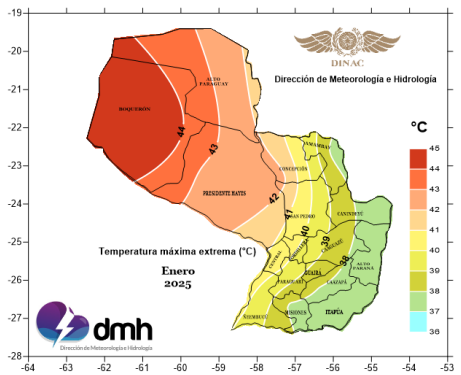 DINAC
Dirección de Meteorología e Hidrología
°C
45
44
43
42
41
40
39
38
37
36
-19
-20
-21
-22
-23
-24
-25
-26
-27
-28
-64
-63
-62
-61
-60
-59
-58
-57
-56
-55
-54
-53
ALTO
PARAGUAY
BOQUERÓN
44
43
AMAMBAY
CONCEPCIÓN
PRESIDENTE HAYES
42
41
SAN PEDRO
CANINDEYÚ
40
39
38
CORDILLERA
CAAGUAZÚ
CENTRAL
ALTO
PARANÁ
GUAIRÁ
PARAGUARÍ
CAAZAPÁ
ÑEEMBUCÚ
MISIONES
ITAPÚA
Temperatura máxima extrema (°C)
Enero
2025
dmh
Dirección de Meteorología e Hidrología